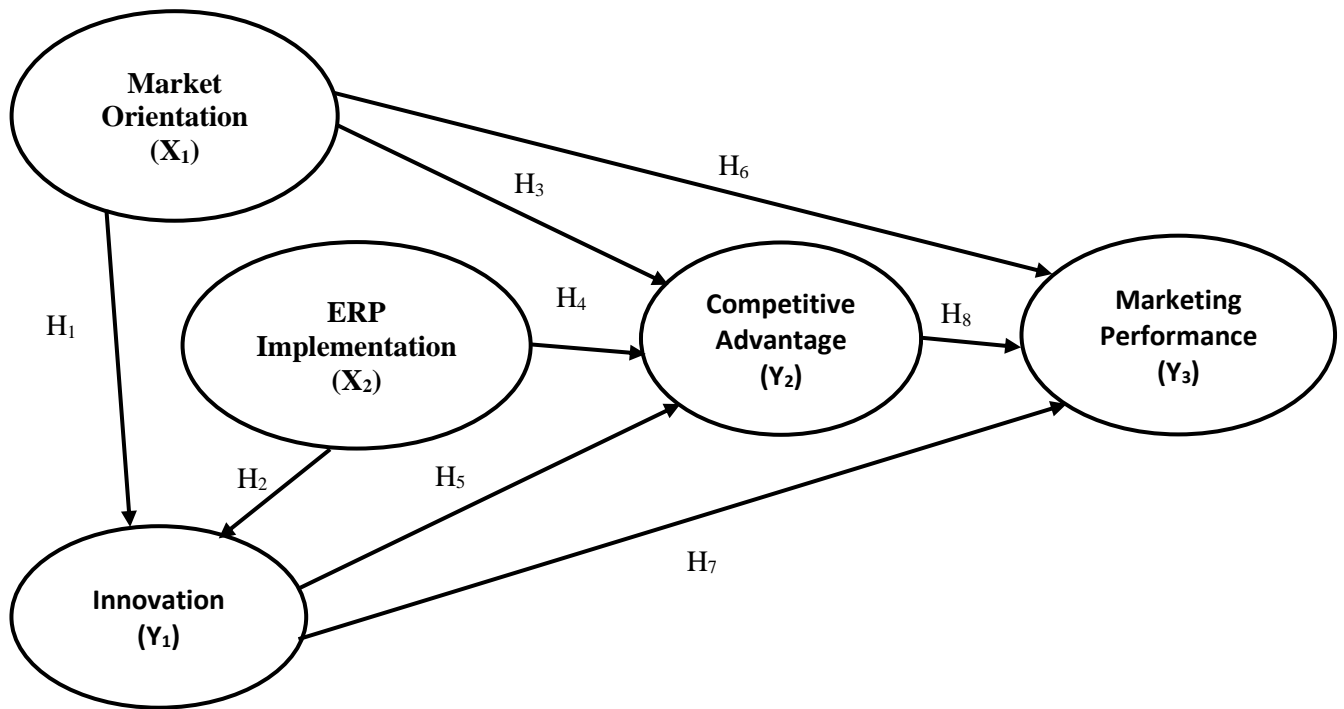 Market
Orientation
(X₁)
H₆
H₃
ERP
Implementation
(X₂)
H₄
Competitive
Advantage
(Y₂)
H₈
Marketing
Performance
(Y₃)
H₁
H₂
H₅
H₇
Innovation
(Y₁)